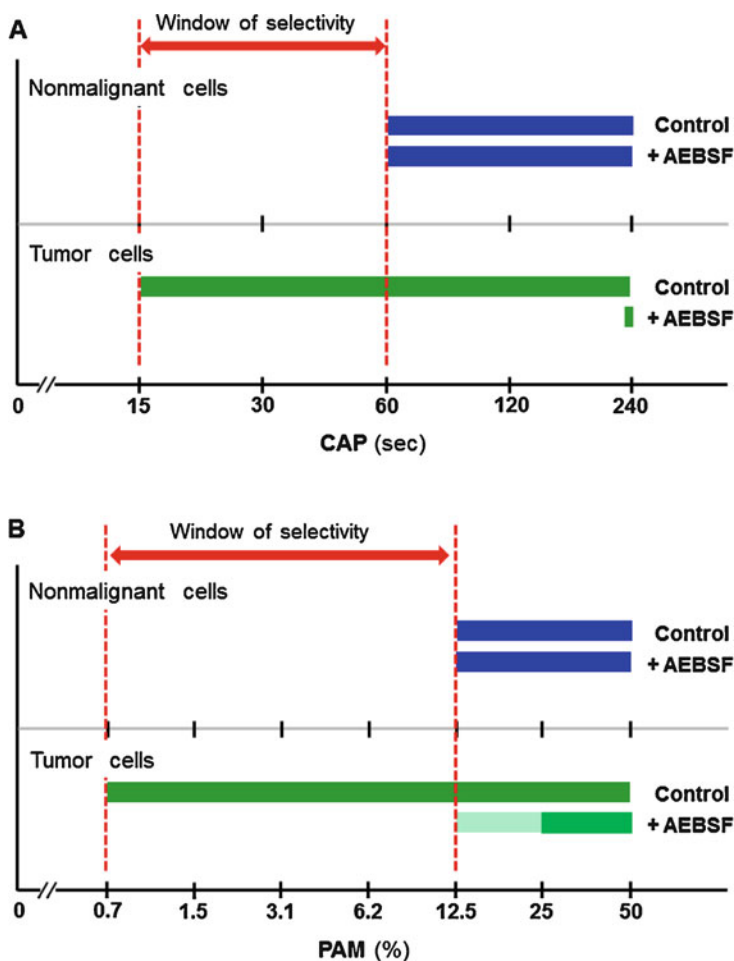 A
Window of selectivity
Nonmalignant cells
Control
+ AEBSF
Tumor cells
Control
+ AEBSF
0 // 15 30 60 120 240
CAP (sec)
B
Window of selectivity
Nonmalignant cells
Control
+ AEBSF
Tumor cells
Control
+ AEBSF
0 // 0.7 1.5 3.1 6.2 12.5 25 50
PAM (%)